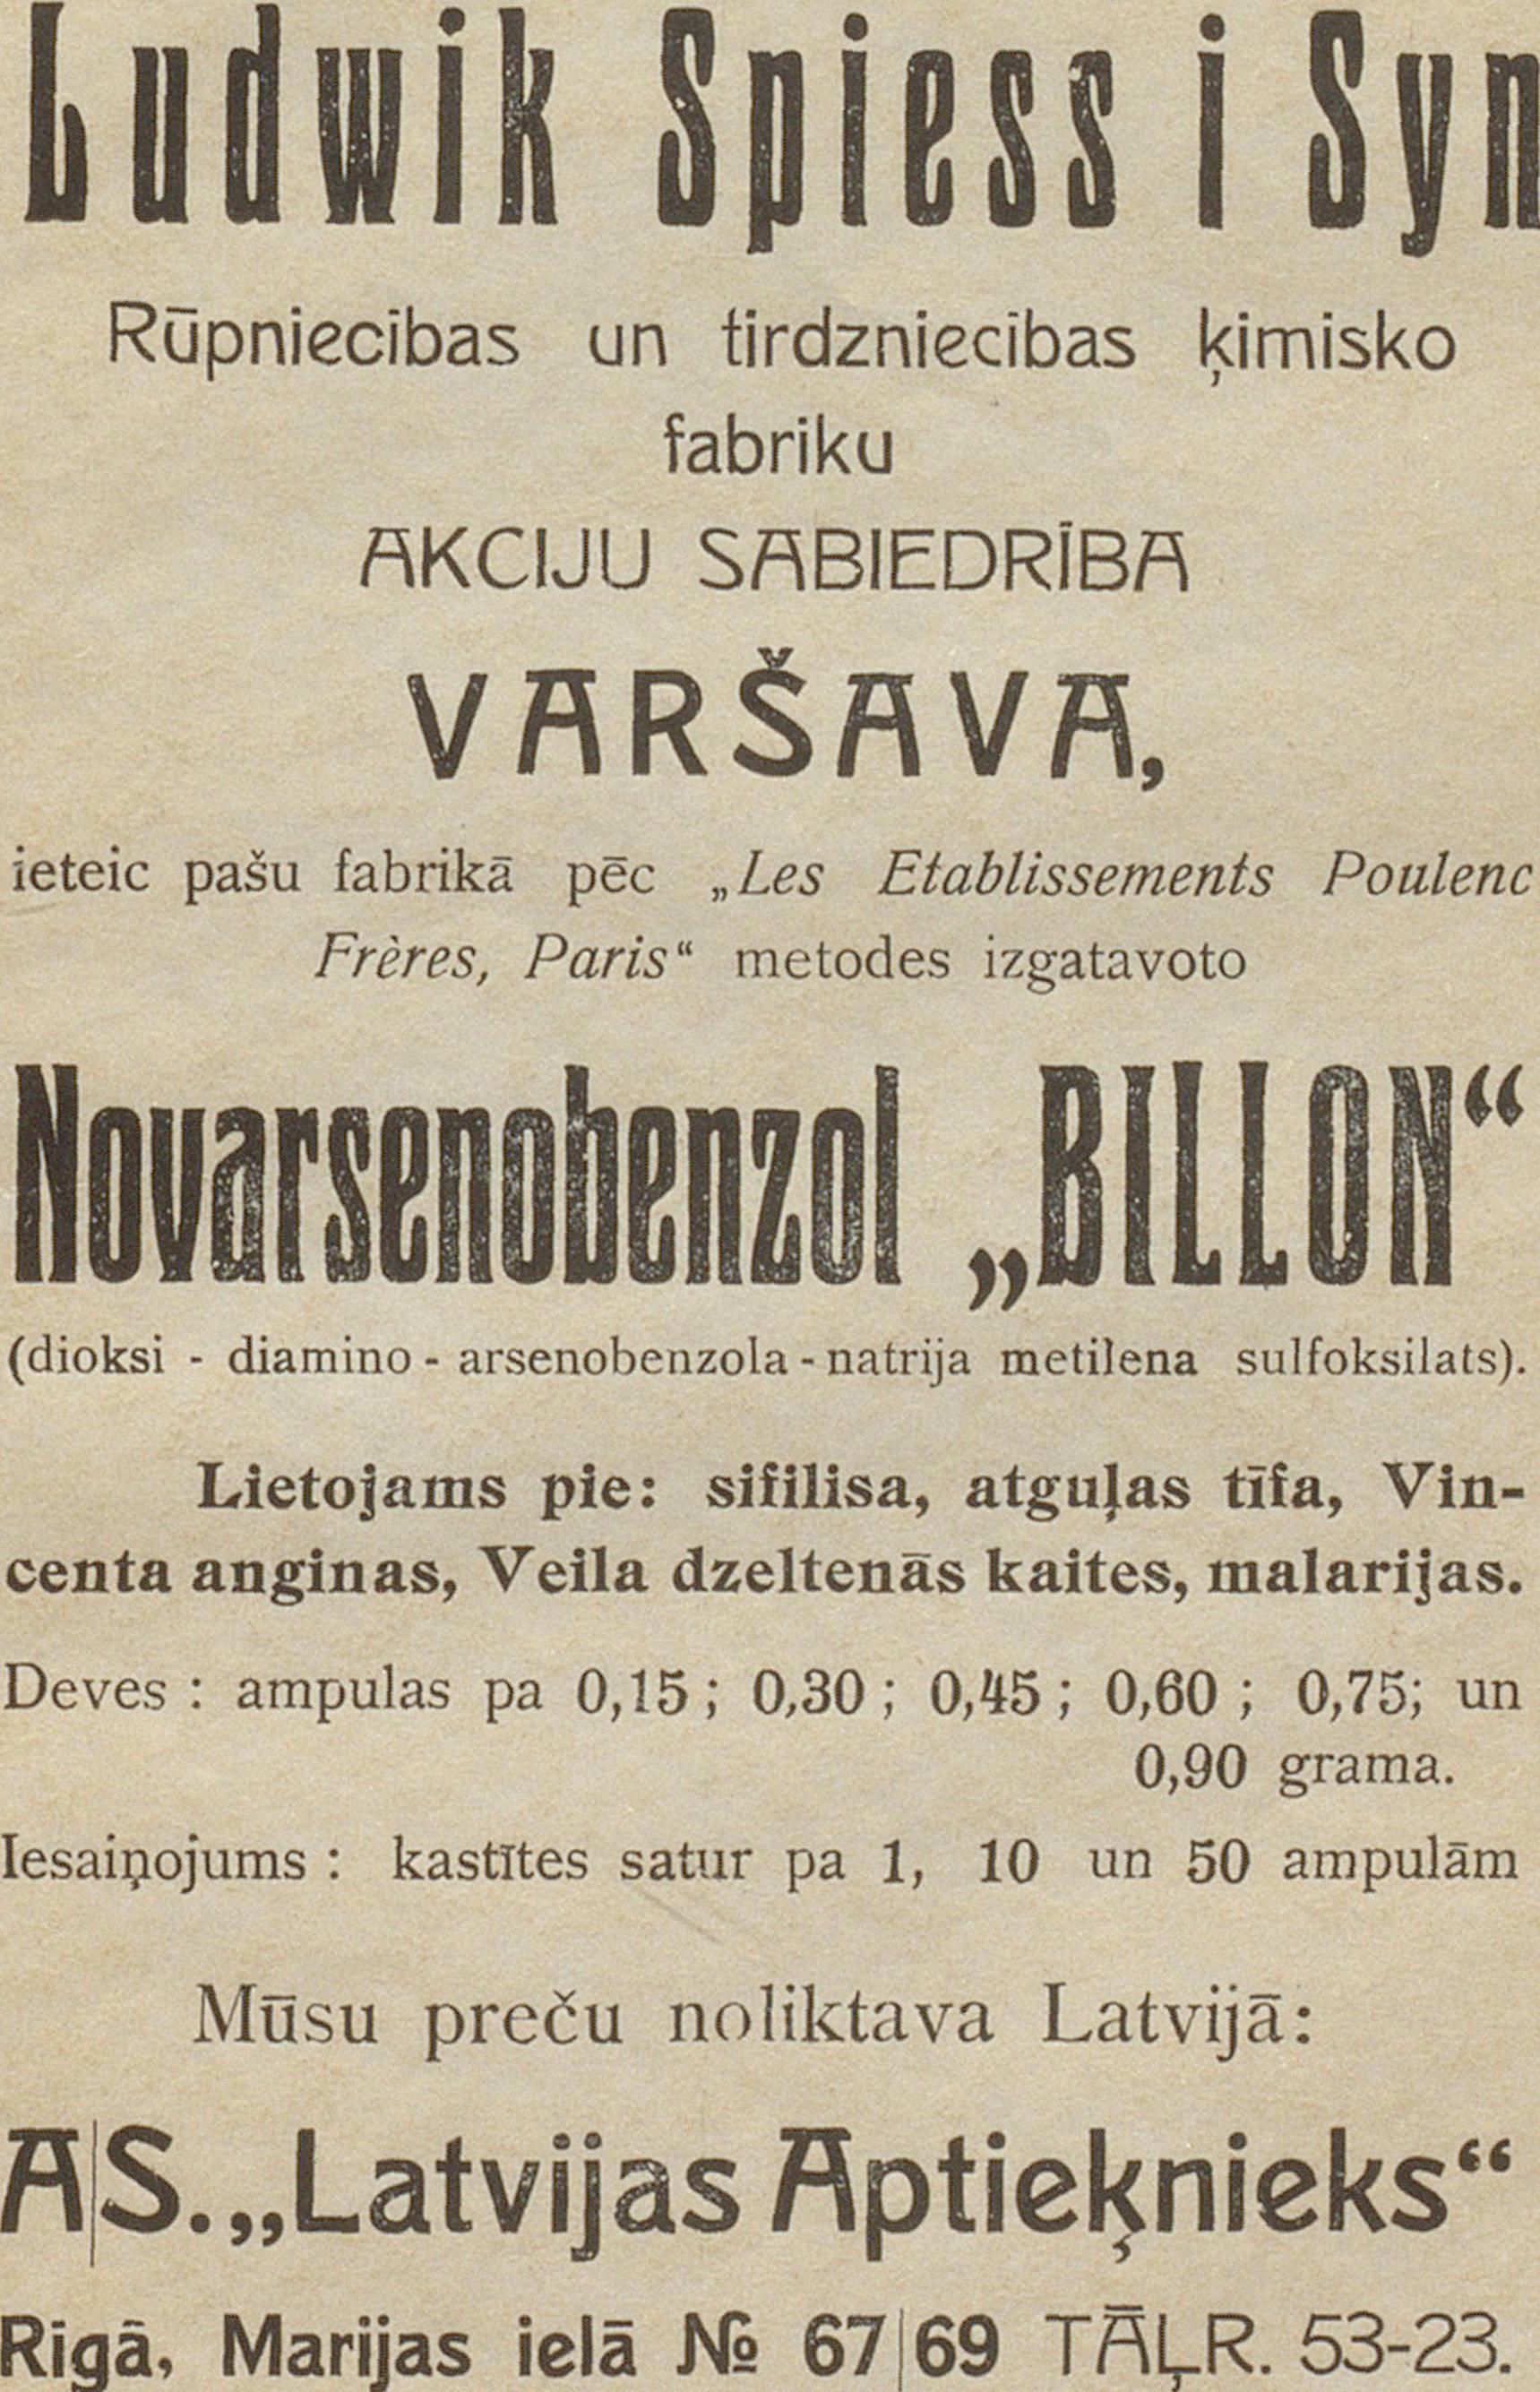 Ludwik Spiess i Syn
Rūpniecības un tirdzniecības ķimisko
fabriku
AKCIJU SABIEDRĪBA
VARŠAVA,
ieteic pašu fabrikā pēc „Les Etablissements Poulenc
Frères, Paris“ metodes izgatavoto
Novarsenobenzol „BILLON“
(dioksi - diamino - arsenobenzola - natrija metilena sulfoksilats).
Lietojams pie: sifilisa, atguļas tīfa, Vin-
centa anginas, Veila dzeltenās kaites, malarijas.
Deves : ampulas pa 0,15 ; 0,30 ; 0,45 ; 0,60 ; 0,75; un
0,90 grama.
Iesaiņojums : kastītes satur pa 1, 10 un 50 ampulām
Mūsu preču noliktava Latvijā:
A|S. „Latvijas Aptieķnieks“
Rīgā, Marijas ielā № 67|69 TĀĻR. 53-23.